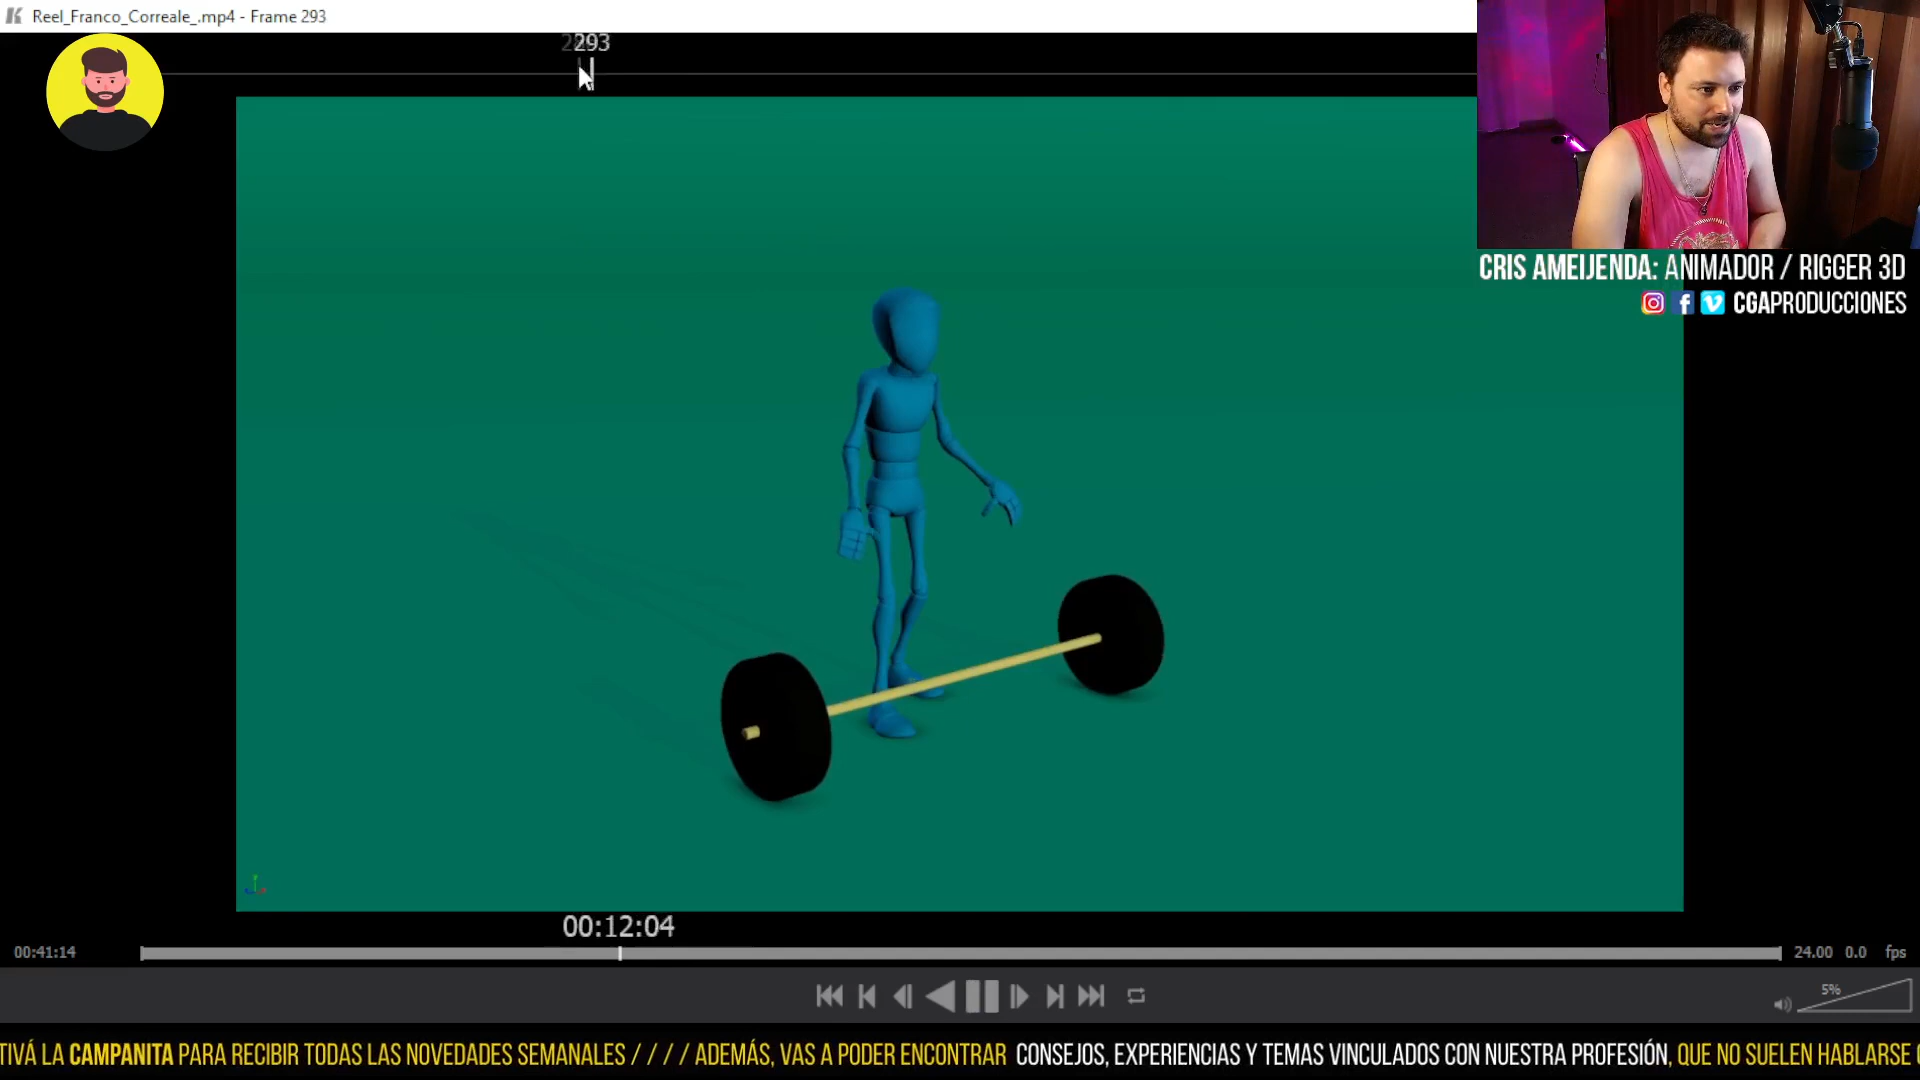 Reel_Franco_Correale_.mp4 - Frame 293
293
CRIS AMEIJENDA: ANIMADOR / RIGGER 3D
CGAPRODUCCIONES
00:12:04
00:41:14
24.00 0.0 fps
5%
TIVÁ LA CAMPANITA PARA RECIBIR TODAS LAS NOVEDADES SEMANALES / / / / ADEMÁS, VAS A PODER ENCONTRAR CONSEJOS, EXPERIENCIAS Y TEMAS VINCULADOS CON NUESTRA PROFESIÓN, QUE NO SUELEN HABLARSE